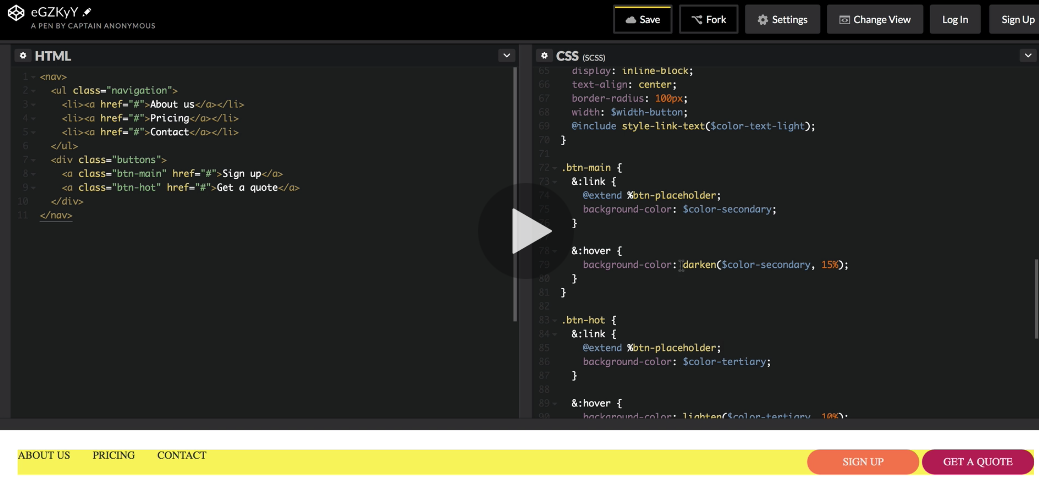 eGZKyY
A PEN BY CAPTAIN ANONYMOUS
Save
Fork
Settings
Change View
Log In
Sign Up
HTML
1 <nav>
2 <ul class="navigation">
3 <li><a href="#">About us</a></li>
4 <li><a href="#">Pricing</a></li>
5 <li><a href="#">Contact</a></li>
6 </ul>
7 <div class="buttons">
8 <a class="btn-main" href="#">Sign up</a>
9 <a class="btn-hot" href="#">Get a quote</a>
10 </div>
11 </nav>
CSS (SCSS)
65 display: inline-block;
66 text-align: center;
67 border-radius: 100px;
68 width: $width-button;
69 @include style-link-text($color-text-light);
70 }
71
72 .btn-main {
73 &:link {
74 @extend %btn-placeholder;
75 background-color: $color-secondary;
}
78 &:hover {
79 background-color: darken($color-secondary, 15%);
80 }
81 }
82
83 .btn-hot {
84 &:link {
85 @extend %btn-placeholder;
86 background-color: $color-tertiary;
87 }
88
89 &:hover {
90 background-color: lighten($color-tertiary, 10%);
ABOUT US PRICING CONTACT SIGN UP GET A QUOTE